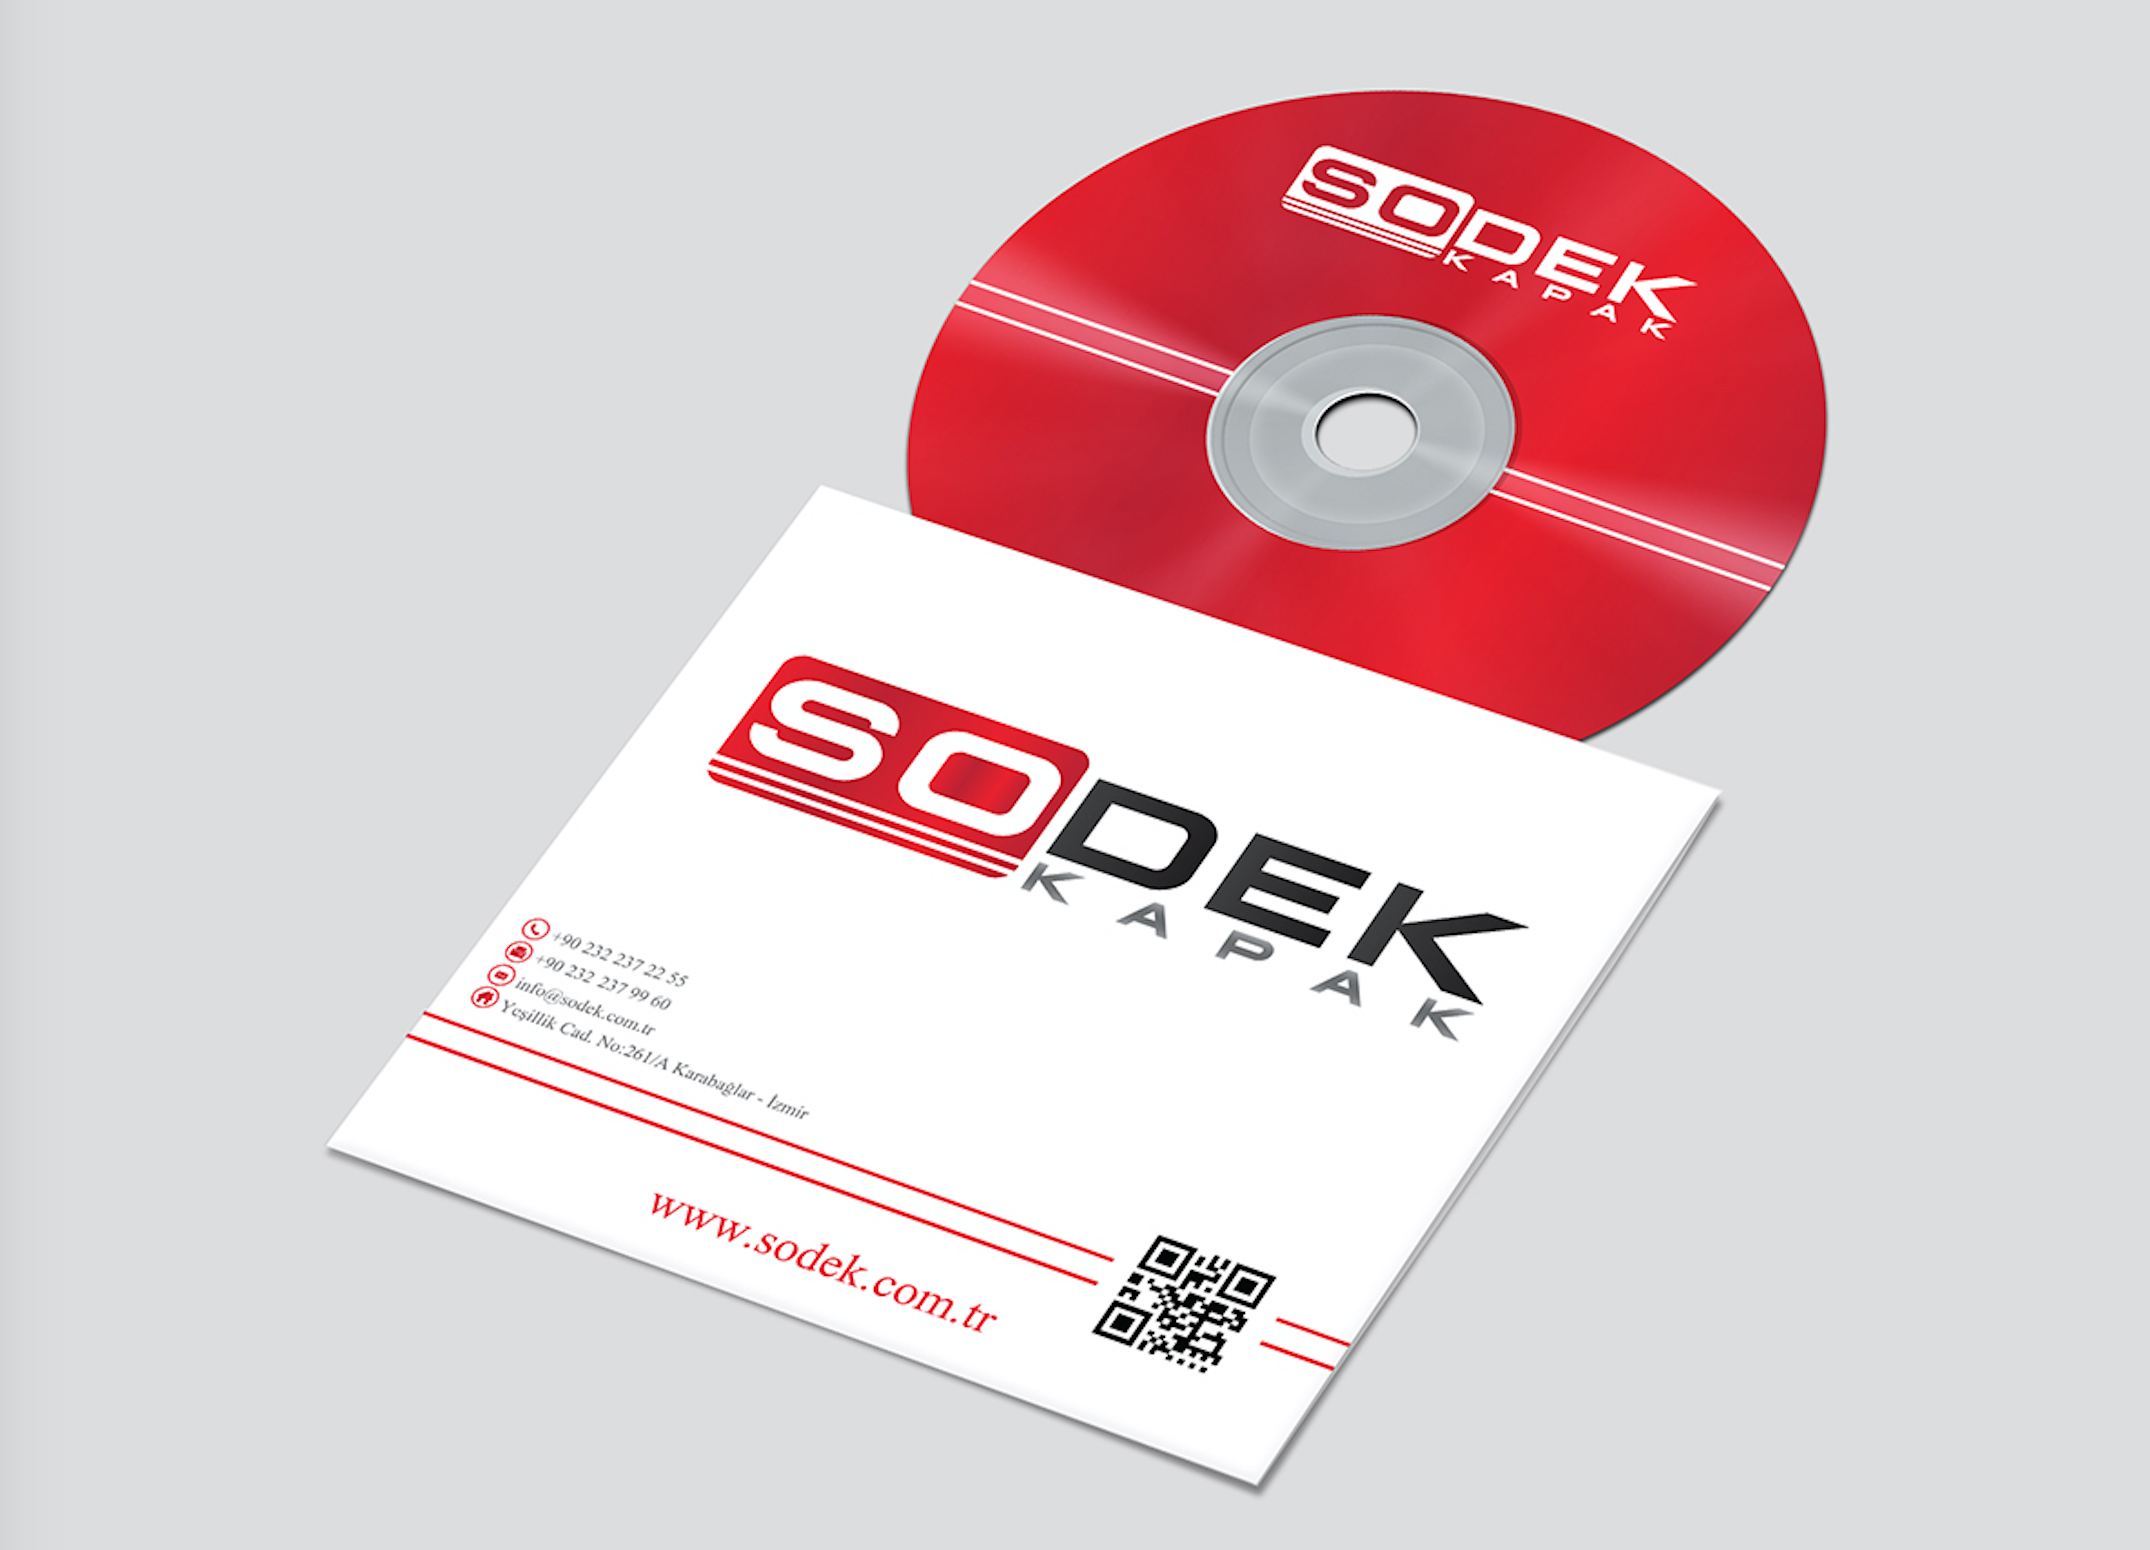 SODEK
KAPAK
SODEK
KAPAK
+90 232 237 22 55
+90 232 237 99 60
info@sodek.com.tr
Yeşillik Cad. No:261/A Karabağlar - İzmir
www.sodek.com.tr